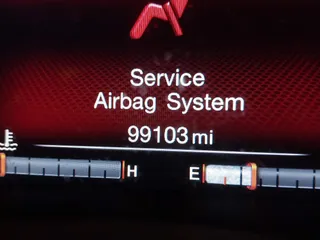 Service
Airbag System
99103 mi
H E